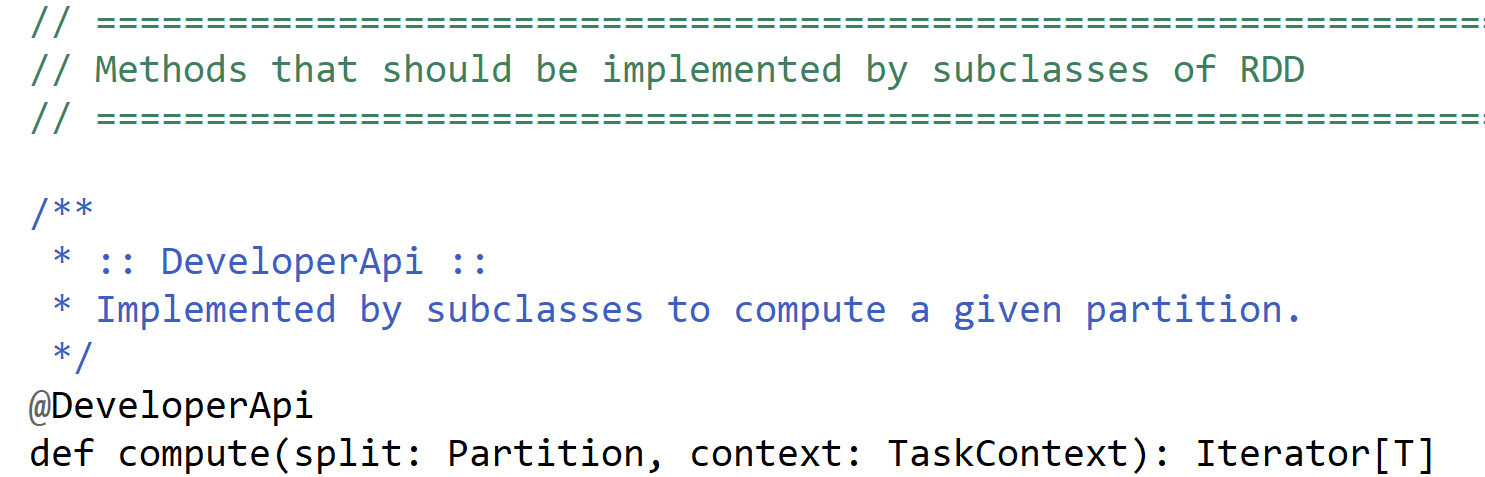 // ===============================================================
// Methods that should be implemented by subclasses of RDD
// ===============================================================
/**
* :: DeveloperApi ::
* Implemented by subclasses to compute a given partition.
*/
@DeveloperApi
def compute(split: Partition, context: TaskContext): Iterator[T]